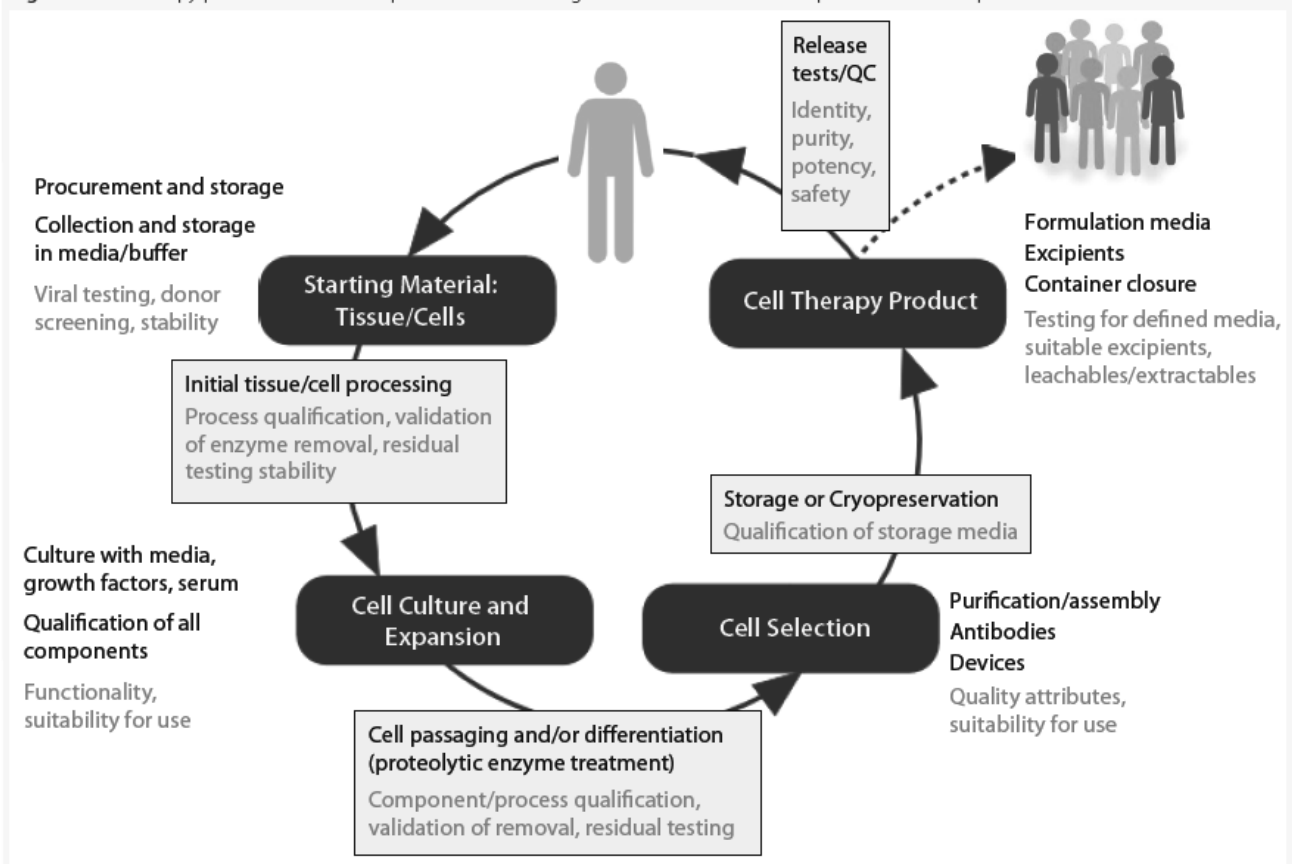 Release
tests/QC
Identity,
purity,
potency,
safety
Procurement and storage
Collection and storage
in media/buffer
Viral testing, donor
screening, stability
Starting Material:
Tissue/Cells
Cell Therapy Product
Formulation media
Excipients
Container closure
Testing for defined media,
suitable excipients,
leachables/extractables
Initial tissue/cell processing
Process qualification, validation
of enzyme removal, residual
testing stability
Storage or Cryopreservation
Qualification of storage media
Culture with media,
growth factors, serum
Qualification of all
components
Functionality,
suitability for use
Cell Culture and
Expansion
Cell Selection
Purification/assembly
Antibodies
Devices
Quality attributes,
suitability for use
Cell passaging and/or differentiation
(proteolytic enzyme treatment)
Component/process qualification,
validation of removal, residual testing